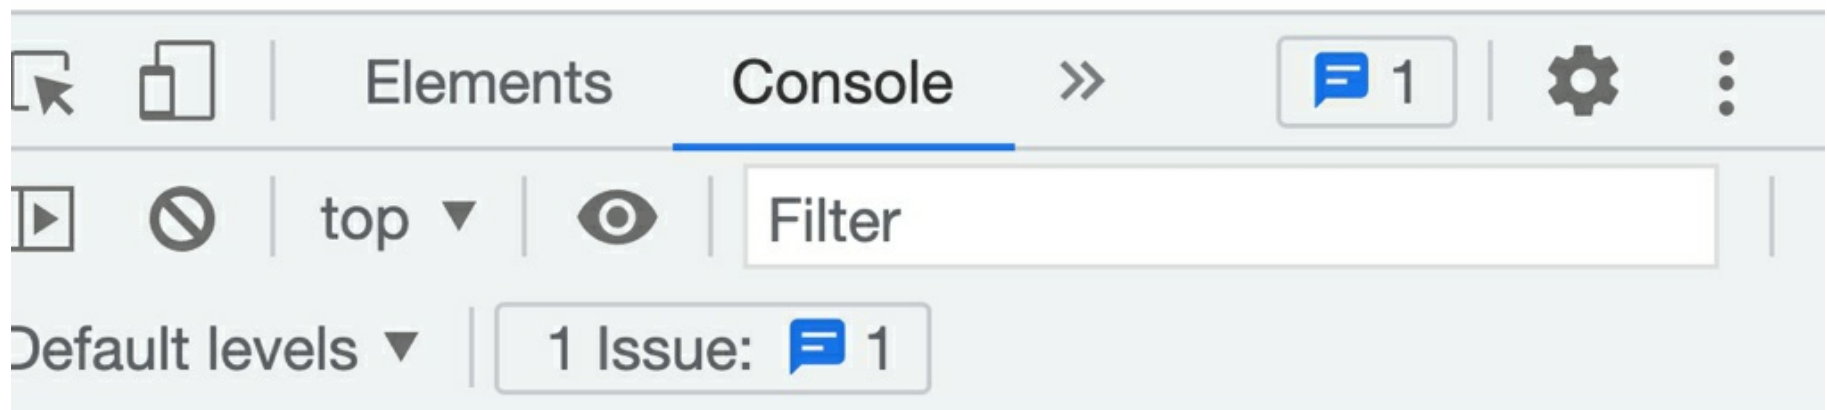 Elements Console 1
top Filter
Default levels 1 Issue: 1